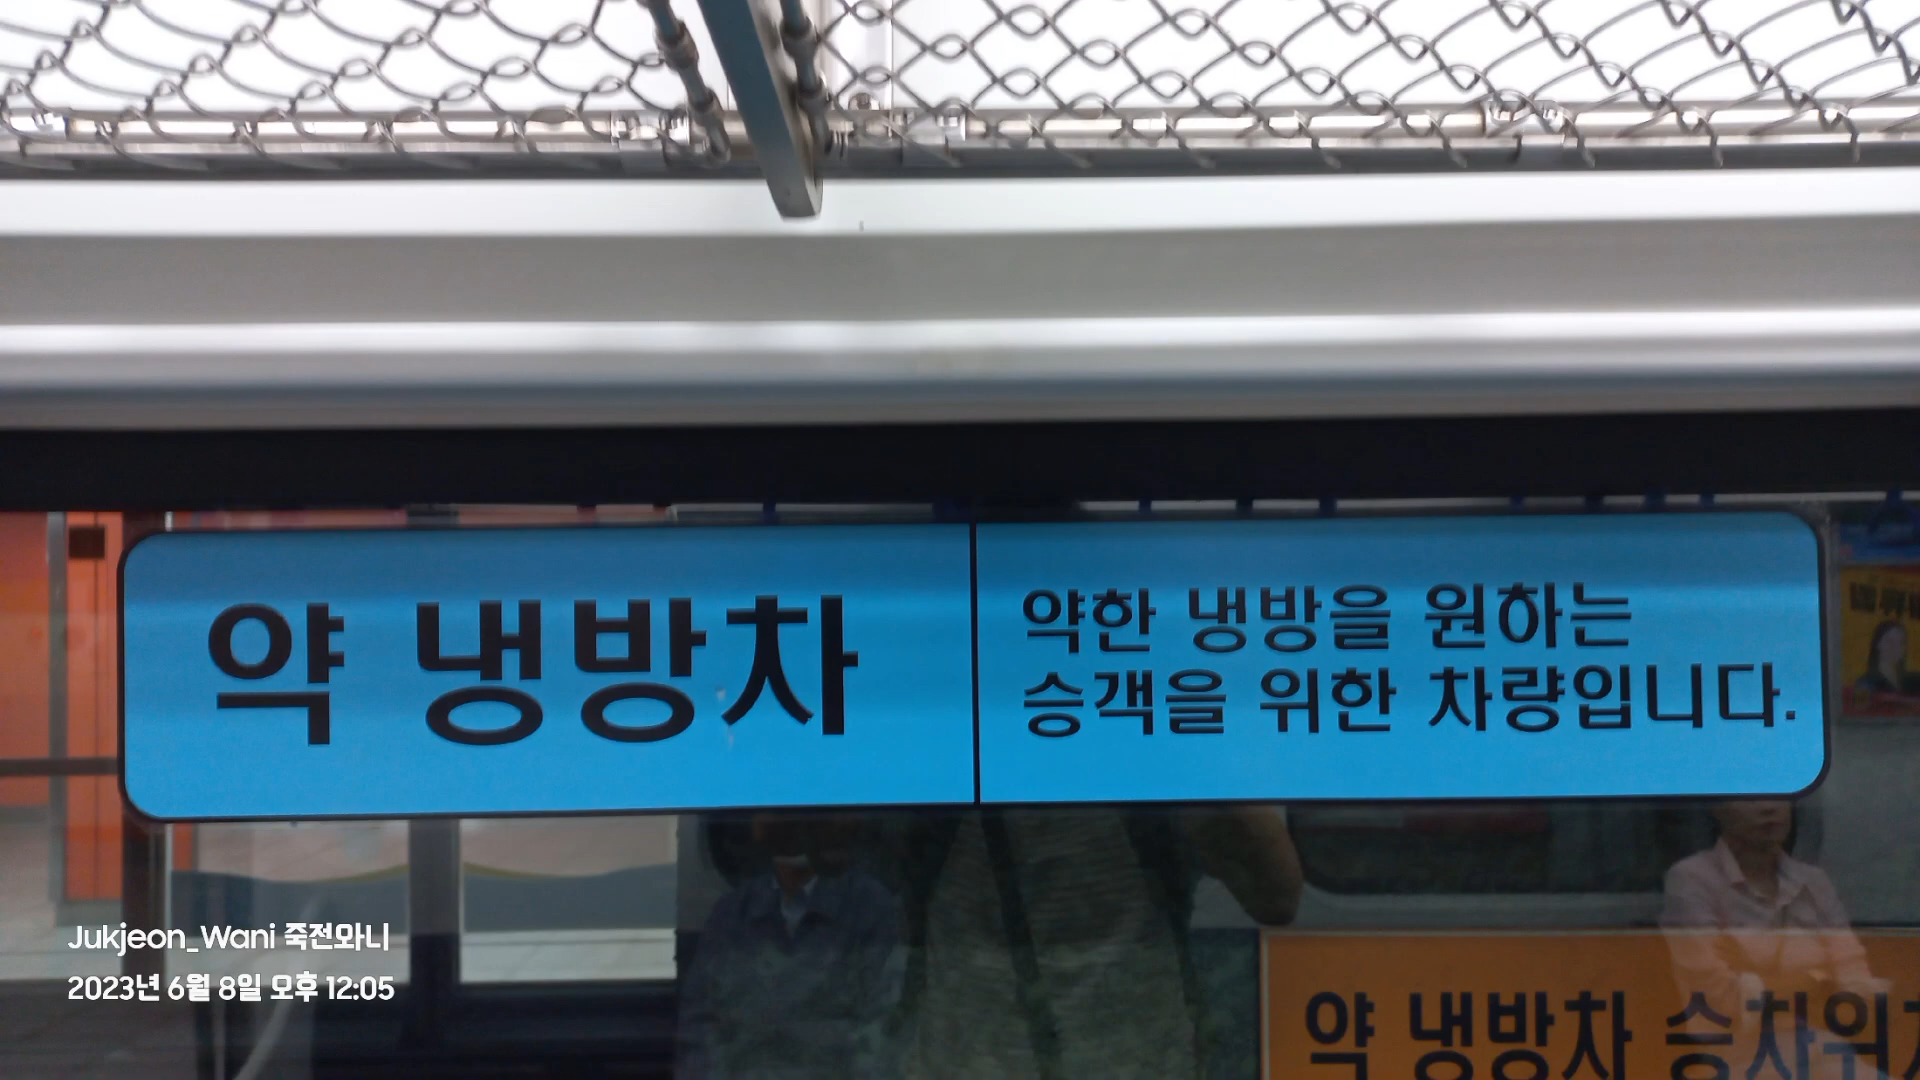 약 냉방차
약한 냉방을 원하는
승객을 위한 차량입니다.
Jukjeon_Wani 죽전와니
2023년 6월 8일 오후 12:05
약 냉방차